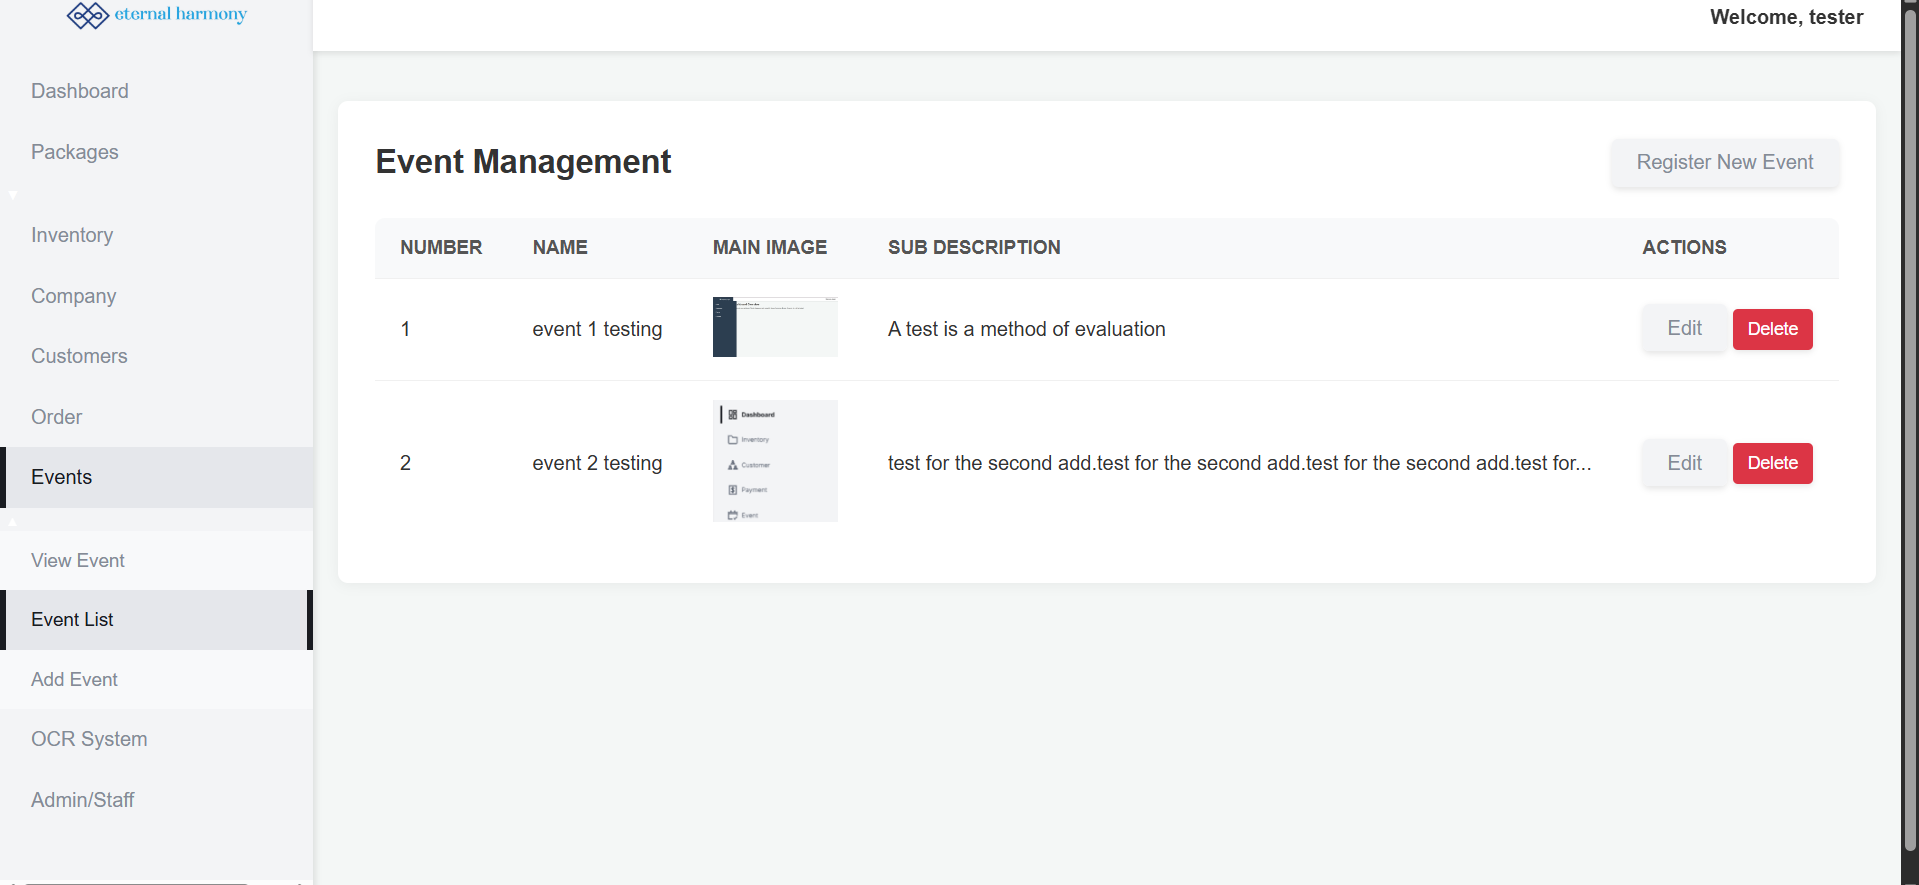 eternal harmony
Welcome, tester
Dashboard
Packages
Inventory
Company
Customers
Order
Events
View Event
Event List
Add Event
OCR System
Admin/Staff
Event Management
Register New Event
NUMBER NAME MAIN IMAGE SUB DESCRIPTION ACTIONS
1 event 1 testing A test is a method of evaluation Edit Delete
Dashboard
Inventory
Customer
Payment
Event
2 event 2 testing test for the second add.test for the second add.test for the second add.test for... Edit Delete